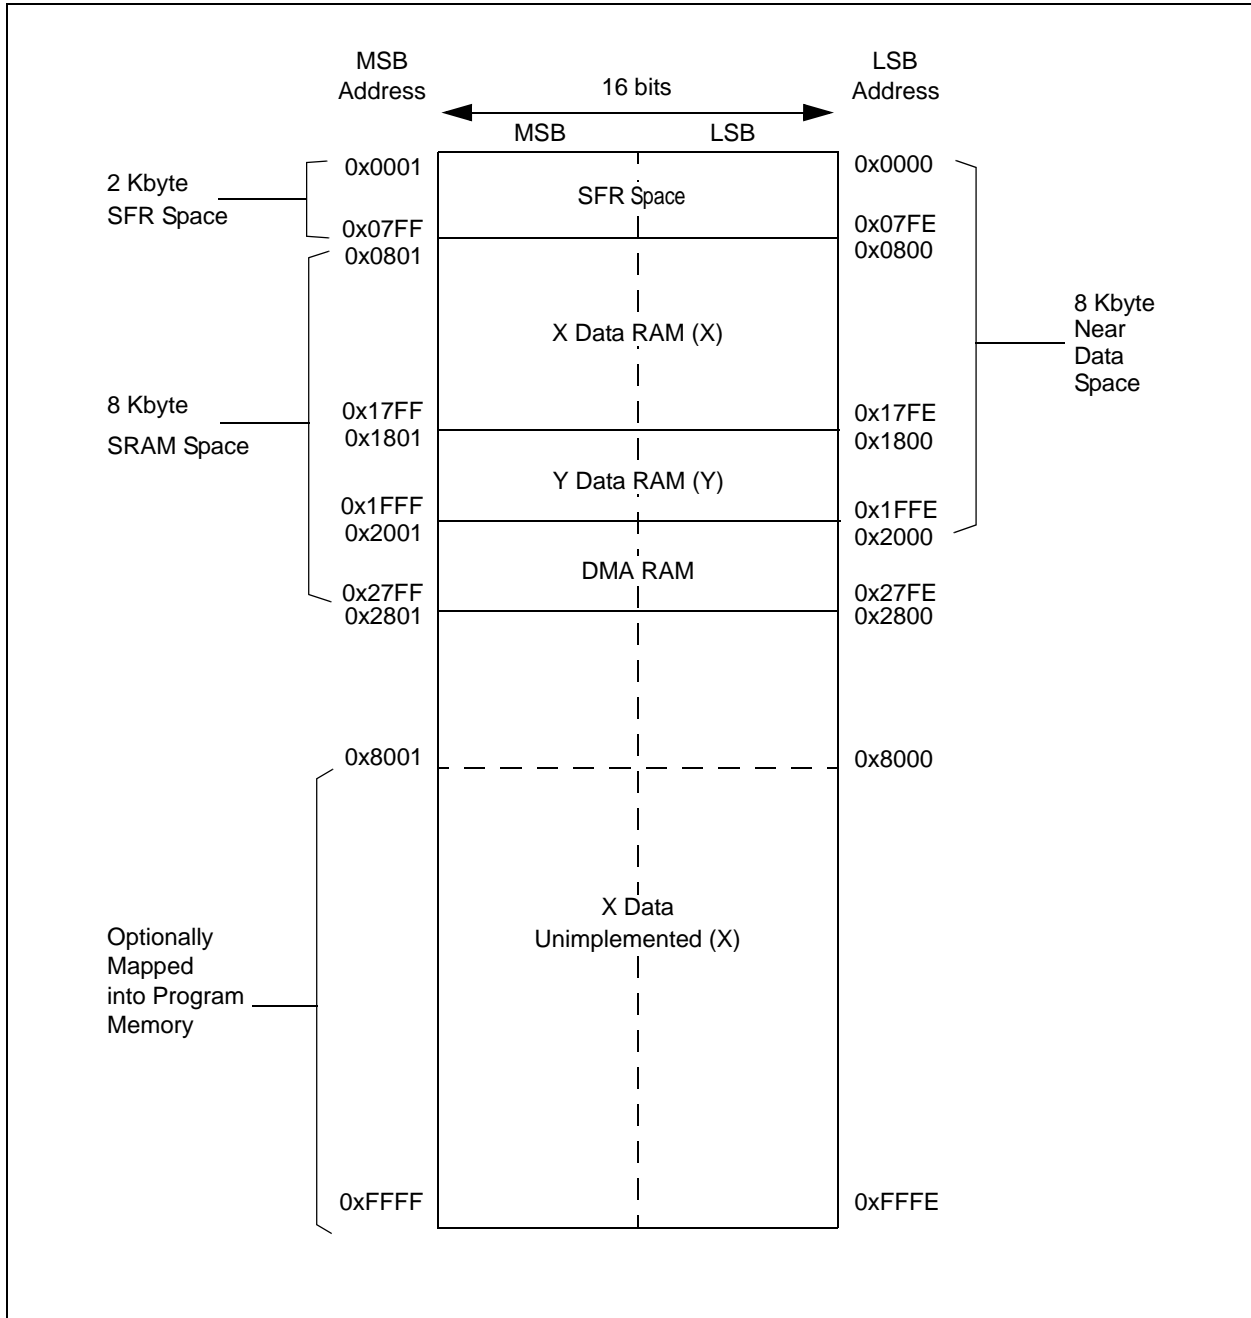 MSB
Address
LSB
Address
16 bits
MSB
LSB
0x0001
0x0000
2 Kbyte
SFR Space
SFR Space
0x07FF
0x07FE
0x0801
0x0800
8 Kbyte
Near
Data
Space
X Data RAM (X)
8 Kbyte
SRAM Space
0x17FF
0x17FE
0x1801
0x1800
Y Data RAM (Y)
0x1FFF
0x1FFE
0x2001
0x2000
DMA RAM
0x27FF
0x27FE
0x2801
0x2800
0x8001
0x8000
X Data
Unimplemented (X)
Optionally
Mapped
into Program
Memory
0xFFFF
0xFFFE